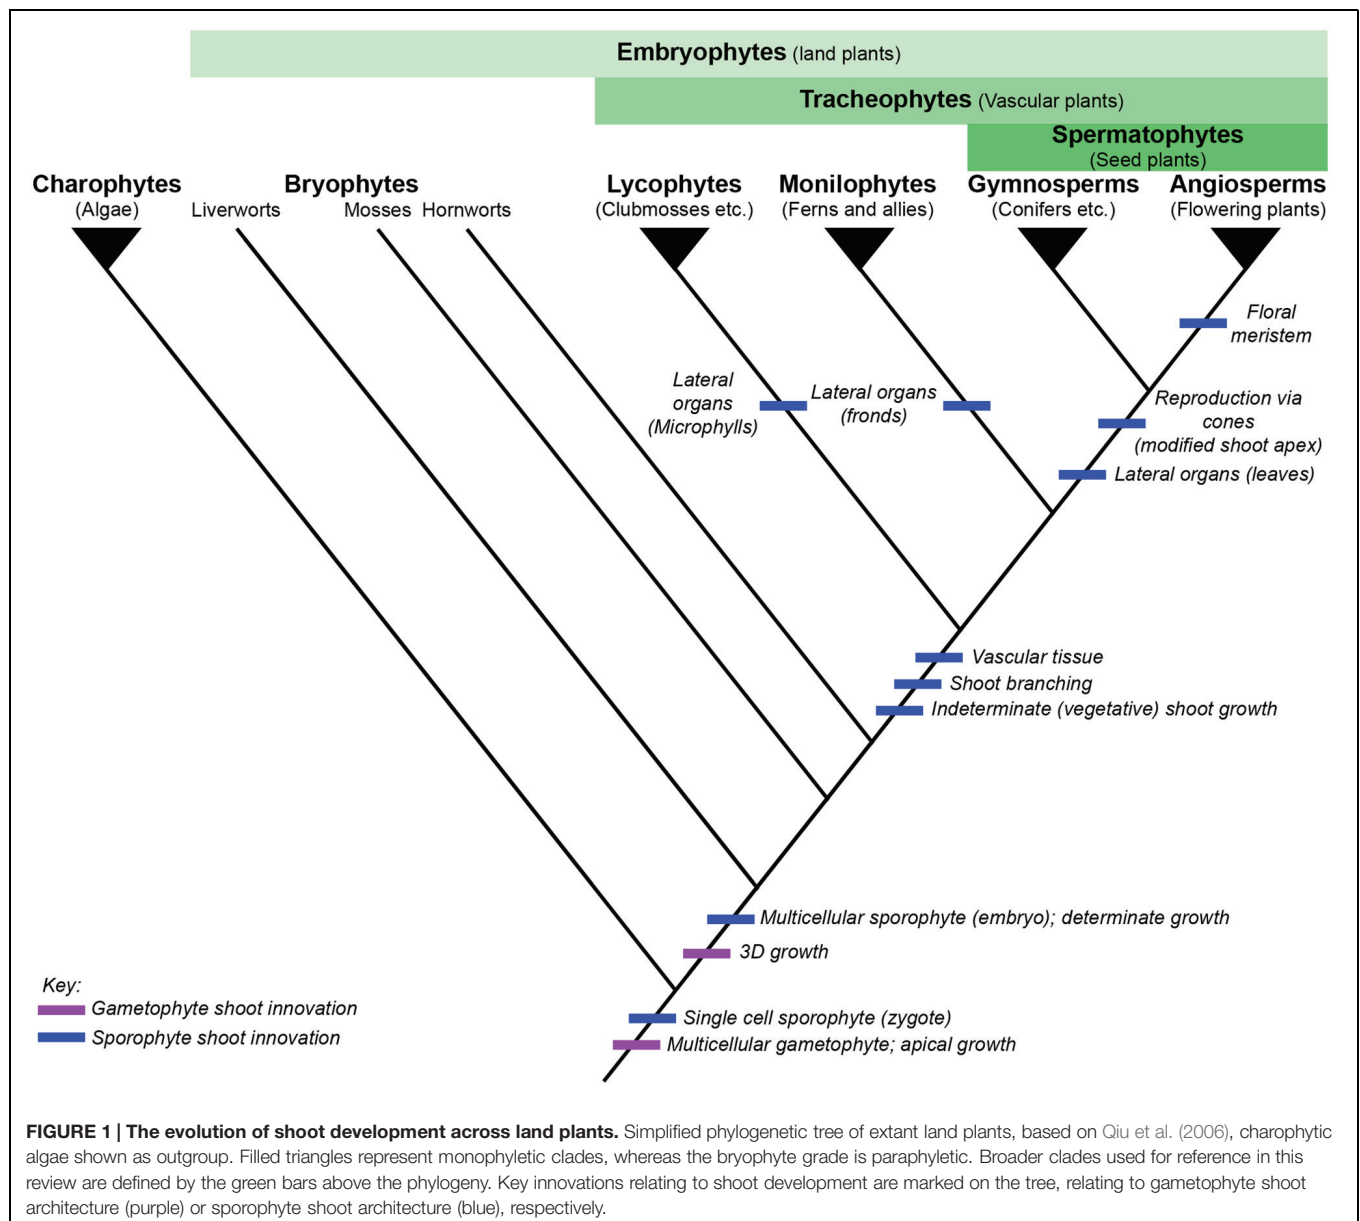 Embryophytes (land plants)
Tracheophytes (Vascular plants)
Spermatophytes
(Seed plants)
Charophytes
(Algae)
Bryophytes
Liverworts
Mosses
Hornworts
Lycophytes
(Clubmosses etc.)
Monilophytes
(Ferns and allies)
Gymnosperms
(Conifers etc.)
Angiosperms
(Flowering plants)
Floral
meristem
Lateral
organs
(Microphylls)
Lateral organs
(fronds)
Reproduction via
cones
(modified shoot apex)
Lateral organs (leaves)
Vascular tissue
Shoot branching
Indeterminate (vegetative) shoot growth
Multicellular sporophyte (embryo); determinate growth
3D growth
Single cell sporophyte (zygote)
Multicellular gametophyte; apical growth
Key:
Gametophyte shoot innovation
Sporophyte shoot innovation
FIGURE 1 | The evolution of shoot development across land plants. Simplified phylogenetic tree of extant land plants, based on Qiu et al. (2006), charophytic
algae shown as outgroup. Filled triangles represent monophyletic clades, whereas the bryophyte grade is paraphyletic. Broader clades used for reference in this
review are defined by the green bars above the phylogeny. Key innovations relating to shoot development are marked on the tree, relating to gametophyte shoot
architecture (purple) or sporophyte shoot architecture (blue), respectively.